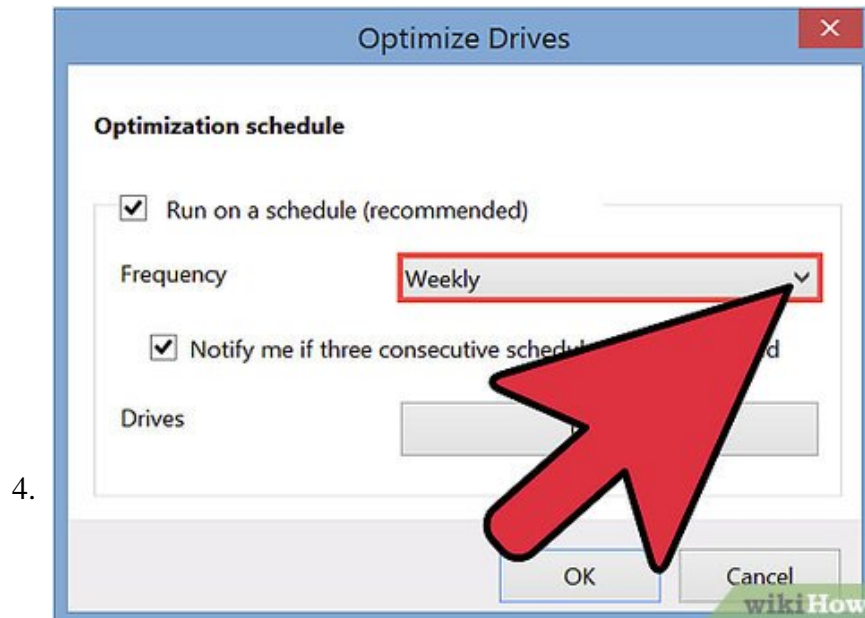 Optimize Drives
Optimization schedule
Run on a schedule (recommended)
Frequency
Weekly
Notify me if three consecutive
Drives
4.
OK
Cancel
wikiHow